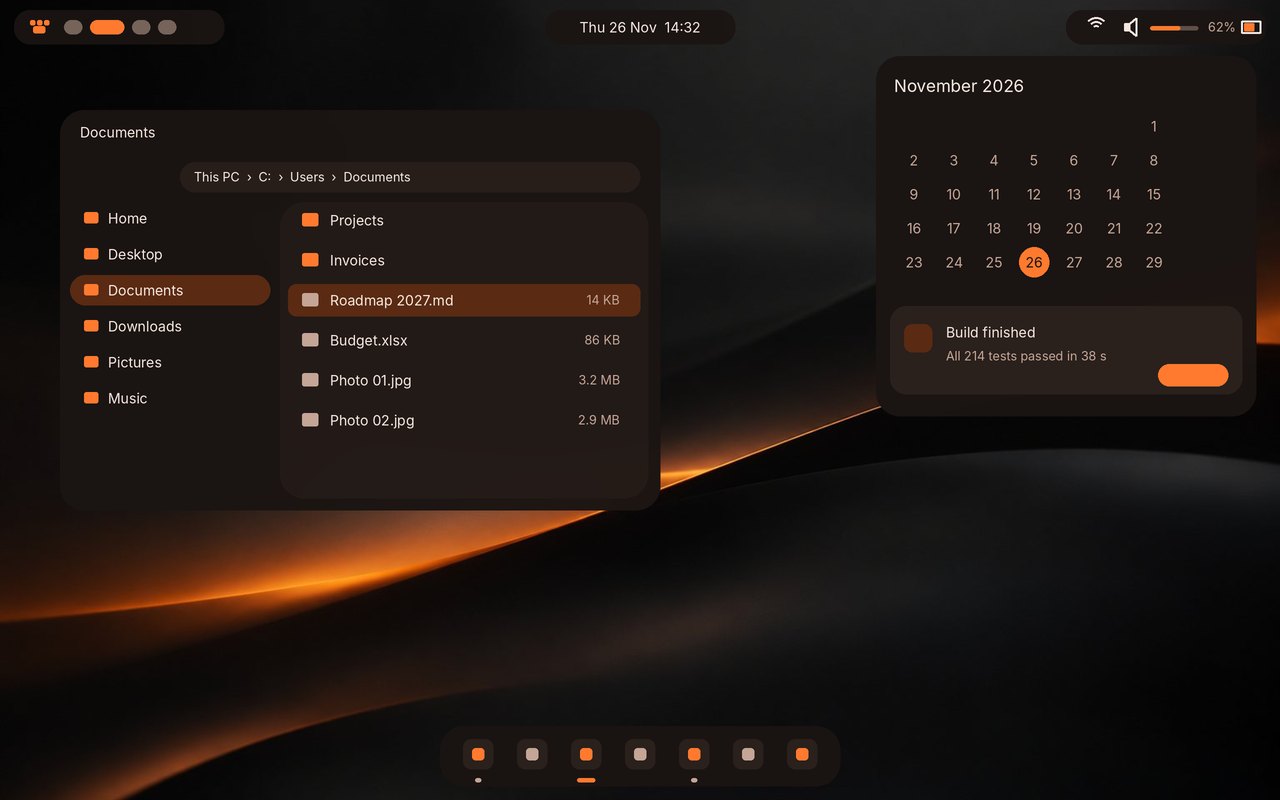 Thu 26 Nov 14:32
62%
Documents
This PC › C: › Users › Documents
Home
Desktop
Documents
Downloads
Pictures
Music
Projects
Invoices
Roadmap 2027.md 14 KB
Budget.xlsx 86 KB
Photo 01.jpg 3.2 MB
Photo 02.jpg 2.9 MB
November 2026
1
2 3 4 5 6 7 8
9 10 11 12 13 14 15
16 17 18 19 20 21 22
23 24 25 26 27 28 29
Build finished
All 214 tests passed in 38 s